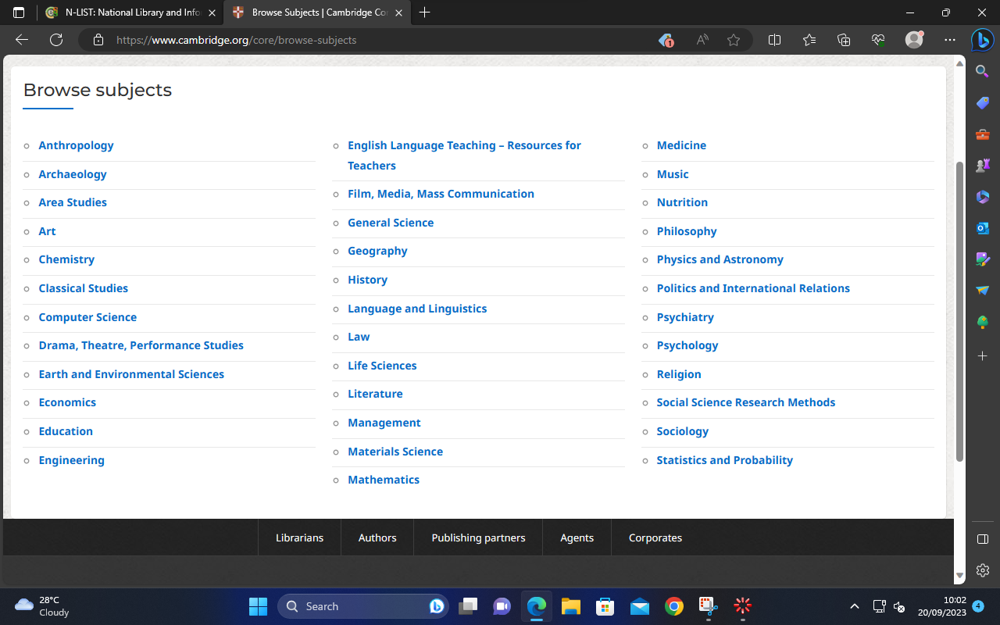 N-LIST: National Library and Info
Browse Subjects | Cambridge Cor
https://www.cambridge.org/core/browse-subjects
1
Browse subjects
Anthropology
Archaeology
Area Studies
Art
Chemistry
Classical Studies
Computer Science
Drama, Theatre, Performance Studies
Earth and Environmental Sciences
Economics
Education
Engineering
English Language Teaching – Resources for
Teachers
Film, Media, Mass Communication
General Science
Geography
History
Language and Linguistics
Law
Life Sciences
Literature
Management
Materials Science
Mathematics
Medicine
Music
Nutrition
Philosophy
Physics and Astronomy
Politics and International Relations
Psychiatry
Psychology
Religion
Social Science Research Methods
Sociology
Statistics and Probability
Librarians
Authors
Publishing partners
Agents
Corporates
28°C
Cloudy
Search
10:02
20/09/2023
4